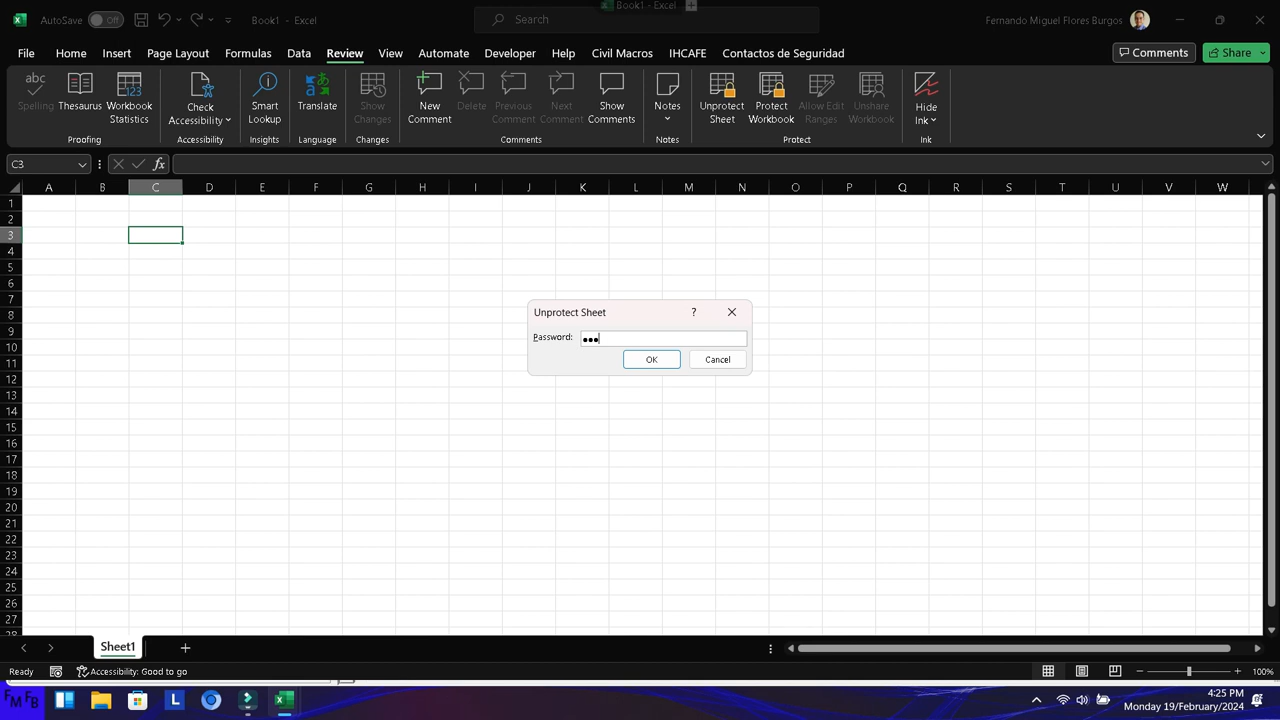 AutoSave Off Book1 - Excel Search Book1 - Excel Fernando Miguel Flores Burgos
File Home Insert Page Layout Formulas Data Review View Automate Developer Help Civil Macros IHCAFE Contactos de Seguridad Comments Share
Spelling Thesaurus Workbook Statistics Check Accessibility Smart Lookup Translate Show Changes New Comment Delete Previous Comment Next Comment Show Comments Notes Unprotect Sheet Protect Workbook Allow Edit Ranges Unshare Workbook Hide Ink
Proofing Accessibility Insights Language Changes Comments Notes Protect Ink
C3 fx
A B C D E F G H I J K L M N O P Q R S T U V W
1
2
3
4
5
6
7
8
9
10
11
12
13
14
15
16
17
18
19
20
21
22
23
24
25
26
27
28
Unprotect Sheet ?
Password: •••
OK Cancel
Sheet1
Ready Accessibility: Good to go 100%
FM FB L 4:25 PM
Monday 19/February/2024